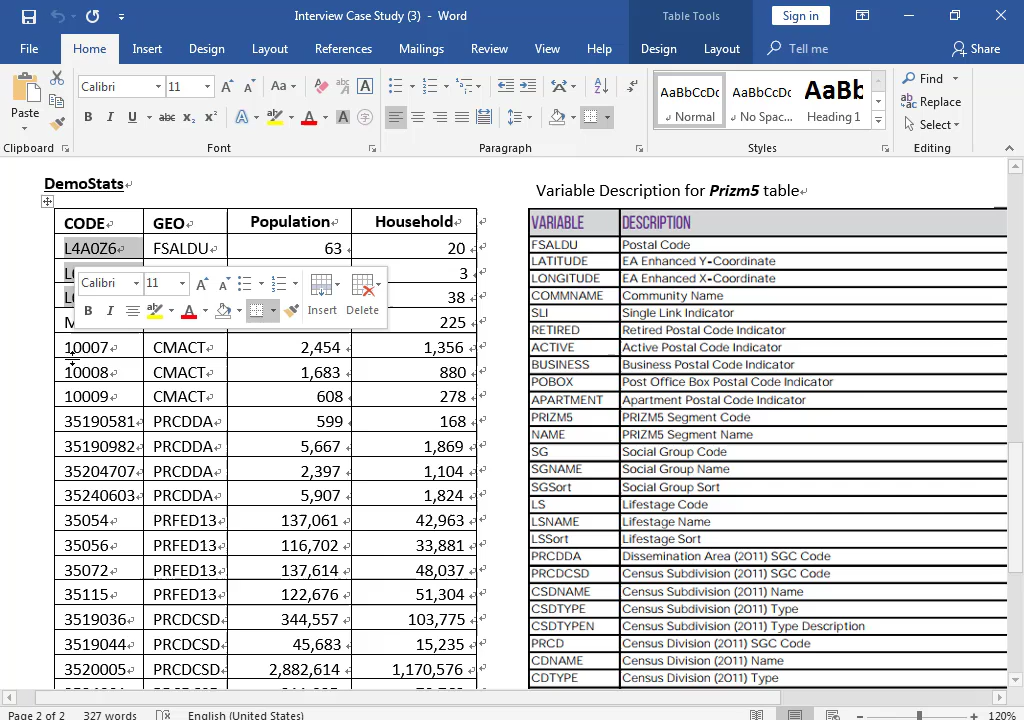 Interview Case Study (3) - Word
Table Tools
Sign in
File Home Insert Design Layout References Mailings Review View Help Design Layout Tell me Share
Paste
Calibri 11
Aa
B I U abc x₂ x²
AaBbCcDc AaBbCcDc AaBb
Normal No Spac... Heading 1
Find
Replace
Select
Clipboard Font Paragraph Styles Editing
DemoStats
CODE GEO Population Household
L4A0Z6 FSALDU 63 20
3
38
225
10007 CMACT 2,454 1,356
10008 CMACT 1,683 880
10009 CMACT 608 278
35190581 PRCDDA 599 168
35190982 PRCDDA 5,667 1,869
35204707 PRCDDA 2,397 1,104
35240603 PRCDDA 5,907 1,824
35054 PRFED13 137,061 42,963
35056 PRFED13 116,702 33,881
35072 PRFED13 137,614 48,037
35115 PRFED13 122,676 51,304
3519036 PRCDCSD 344,557 103,775
3519044 PRCDCSD 45,683 15,235
3520005 PRCDCSD 2,882,614 1,170,576
Calibri 11
B I
Insert Delete
Variable Description for Prizm5 table
VARIABLE DESCRIPTION
FSALDU Postal Code
LATITUDE EA Enhanced Y-Coordinate
LONGITUDE EA Enhanced X-Coordinate
COMMNAME Community Name
SLI Single Link Indicator
RETIRED Retired Postal Code Indicator
ACTIVE Active Postal Code Indicator
BUSINESS Business Postal Code Indicator
POBOX Post Office Box Postal Code Indicator
APARTMENT Apartment Postal Code Indicator
PRIZM5 PRIZM5 Segment Code
NAME PRIZM5 Segment Name
SG Social Group Code
SGNAME Social Group Name
SGSort Social Group Sort
LS Lifestage Code
LSNAME Lifestage Name
LSSort Lifestage Sort
PRCDDA Dissemination Area (2011) SGC Code
PRCDCSD Census Subdivision (2011) SGC Code
CSDNAME Census Subdivision (2011) Name
CSDTYPE Census Subdivision (2011) Type
CSDTYPEN Census Subdivision (2011) Type Description
PRCD Census Division (2011) SGC Code
CDNAME Census Division (2011) Name
CDTYPE Census Division (2011) Type
Page 2 of 2 327 words English (United States) 120%